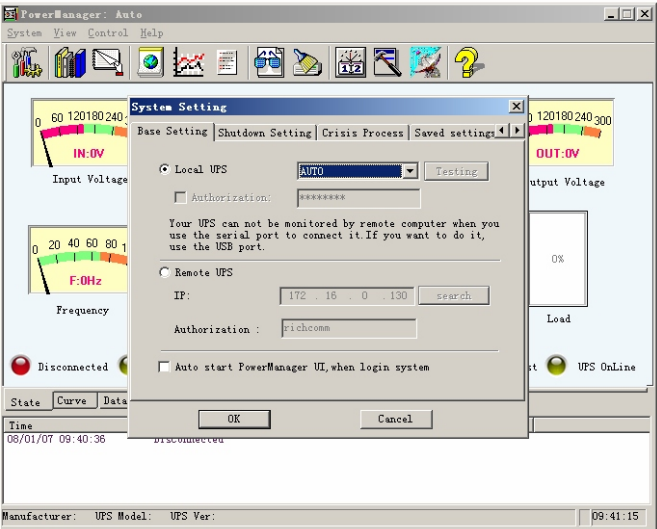 PowerManager: Auto
System View Control Help
0 60 120180 240
IN:0V
Input Voltage
0 20 40 60 80 1
F:0Hz
Frequency
Disconnected
System Setting
Base Setting Shutdown Setting Crisis Process Saved settings
Local UPS AUTO Testing
Authorization: ********
Your UPS can not be monitored by remote computer when you
use the serial port to connect it.If you want to do it,
use the USB port.
Remote UPS
IP: 172 . 16 . 0 .130 search
Authorization : richcomm
Auto start PowerManager UI,when login system
OK Cancel
120180 240 300
OUT:0V
utput Voltage
0%
Load
t UPS OnLine
State Curve Data
Time
08/01/07 09:40:36 Disconnected
Manufacturer: UPS Model: UPS Ver: 09:41:15